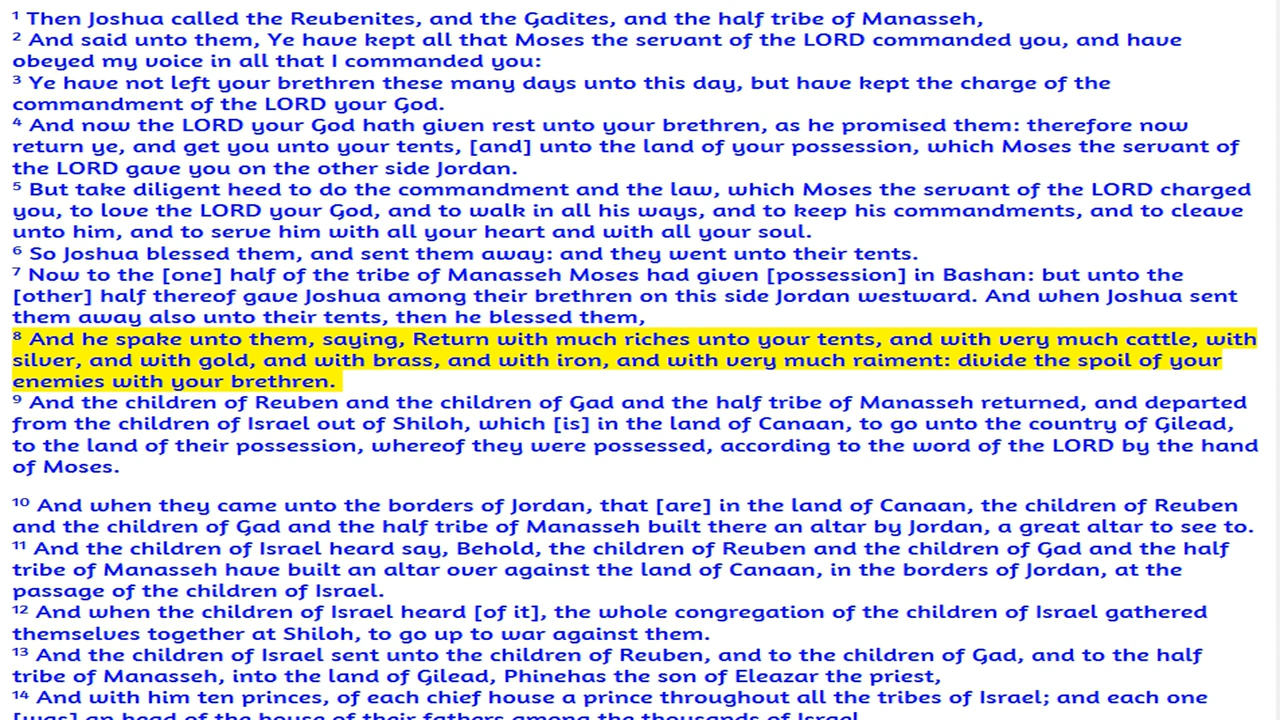 ¹ Then Joshua called the Reubenites, and the Gadites, and the half tribe of Manasseh,
² And said unto them, Ye have kept all that Moses the servant of the LORD commanded you, and have
obeyed my voice in all that I commanded you:
³ Ye have not left your brethren these many days unto this day, but have kept the charge of the
commandment of the LORD your God.
⁴ And now the LORD your God hath given rest unto your brethren, as he promised them: therefore now
return ye, and get you unto your tents, [and] unto the land of your possession, which Moses the servant of
the LORD gave you on the other side Jordan.
⁵ But take diligent heed to do the commandment and the law, which Moses the servant of the LORD charged
you, to love the LORD your God, and to walk in all his ways, and to keep his commandments, and to cleave
unto him, and to serve him with all your heart and with all your soul.
⁶ So Joshua blessed them, and sent them away: and they went unto their tents.
⁷ Now to the [one] half of the tribe of Manasseh Moses had given [possession] in Bashan: but unto the
[other] half thereof gave Joshua among their brethren on this side Jordan westward. And when Joshua sent
them away also unto their tents, then he blessed them,
⁸ And he spake unto them, saying, Return with much riches unto your tents, and with very much cattle, with
silver, and with gold, and with brass, and with iron, and with very much raiment: divide the spoil of your
enemies with your brethren.
⁹ And the children of Reuben and the children of Gad and the half tribe of Manasseh returned, and departed
from the children of Israel out of Shiloh, which [is] in the land of Canaan, to go unto the country of Gilead,
to the land of their possession, whereof they were possessed, according to the word of the LORD by the hand
of Moses.
¹⁰ And when they came unto the borders of Jordan, that [are] in the land of Canaan, the children of Reuben
and the children of Gad and the half tribe of Manasseh built there an altar by Jordan, a great altar to see to.
¹¹ And the children of Israel heard say, Behold, the children of Reuben and the children of Gad and the half
tribe of Manasseh have built an altar over against the land of Canaan, in the borders of Jordan, at the
passage of the children of Israel.
¹² And when the children of Israel heard [of it], the whole congregation of the children of Israel gathered
themselves together at Shiloh, to go up to war against them.
¹³ And the children of Israel sent unto the children of Reuben, and to the children of Gad, and to the half
tribe of Manasseh, into the land of Gilead, Phinehas the son of Eleazar the priest,
¹⁴ And with him ten princes, of each chief house a prince throughout all the tribes of Israel; and each one
[was] an head of the house of their fathers among the thousands of Israel